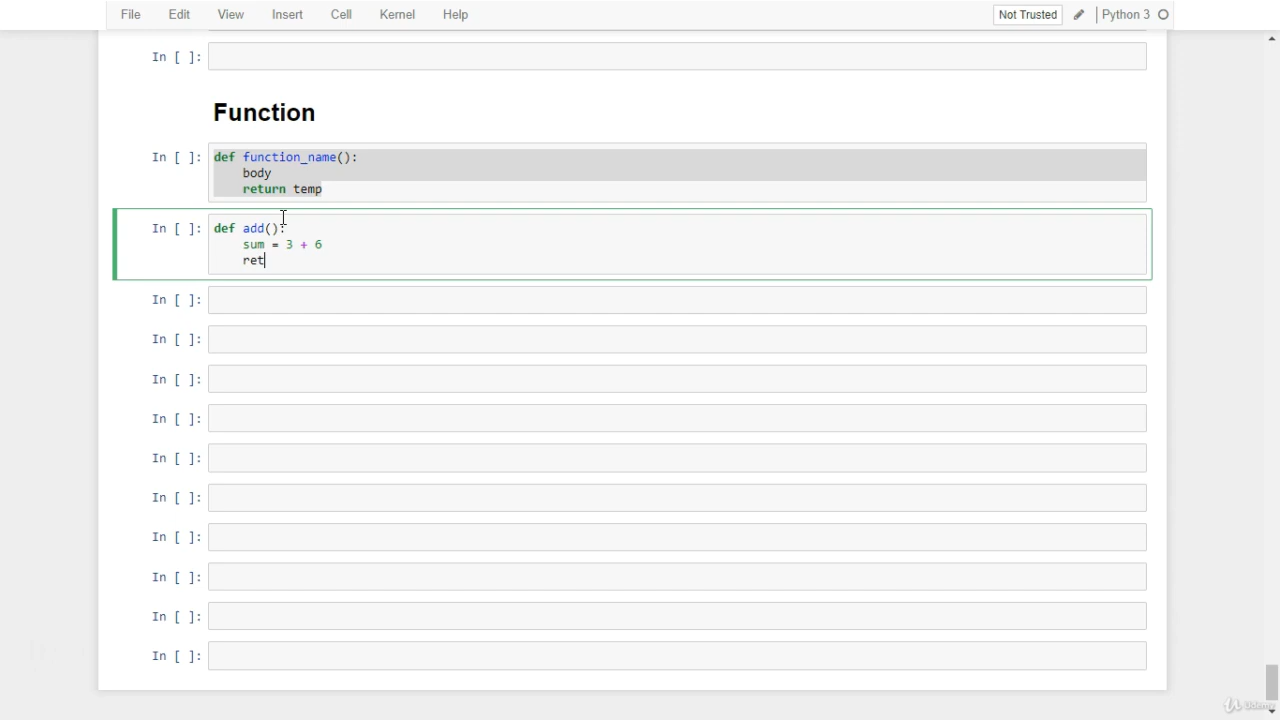 File Edit View Insert Cell Kernel Help Not Trusted Python 3
In [ ]:
Function
In [ ]: def function_name():
body
return temp
In [ ]: def add():
sum = 3 + 6
ret
In [ ]:
In [ ]:
In [ ]:
In [ ]:
In [ ]:
In [ ]:
In [ ]:
In [ ]:
In [ ]:
In [ ]:
Udemy